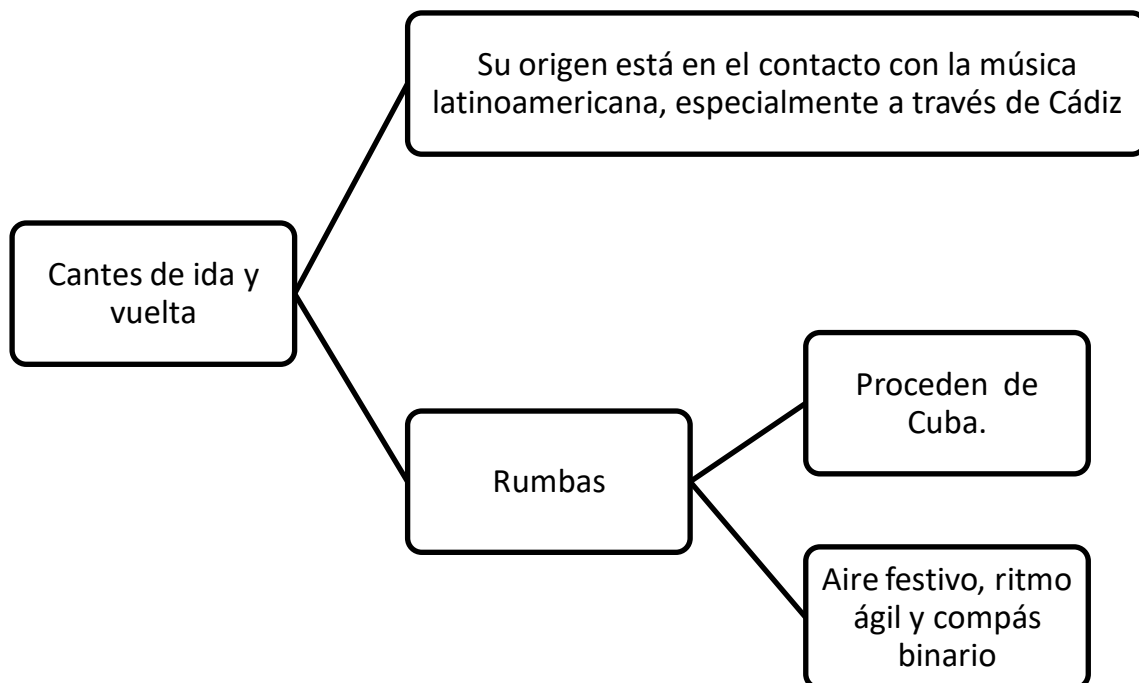 Su origen está en el contacto con la música
latinoamericana, especialmente a través de Cádiz
Cantes de ida y
vuelta
Rumbas
Proceden de
Cuba.
Aire festivo, ritmo
ágil y compás
binario